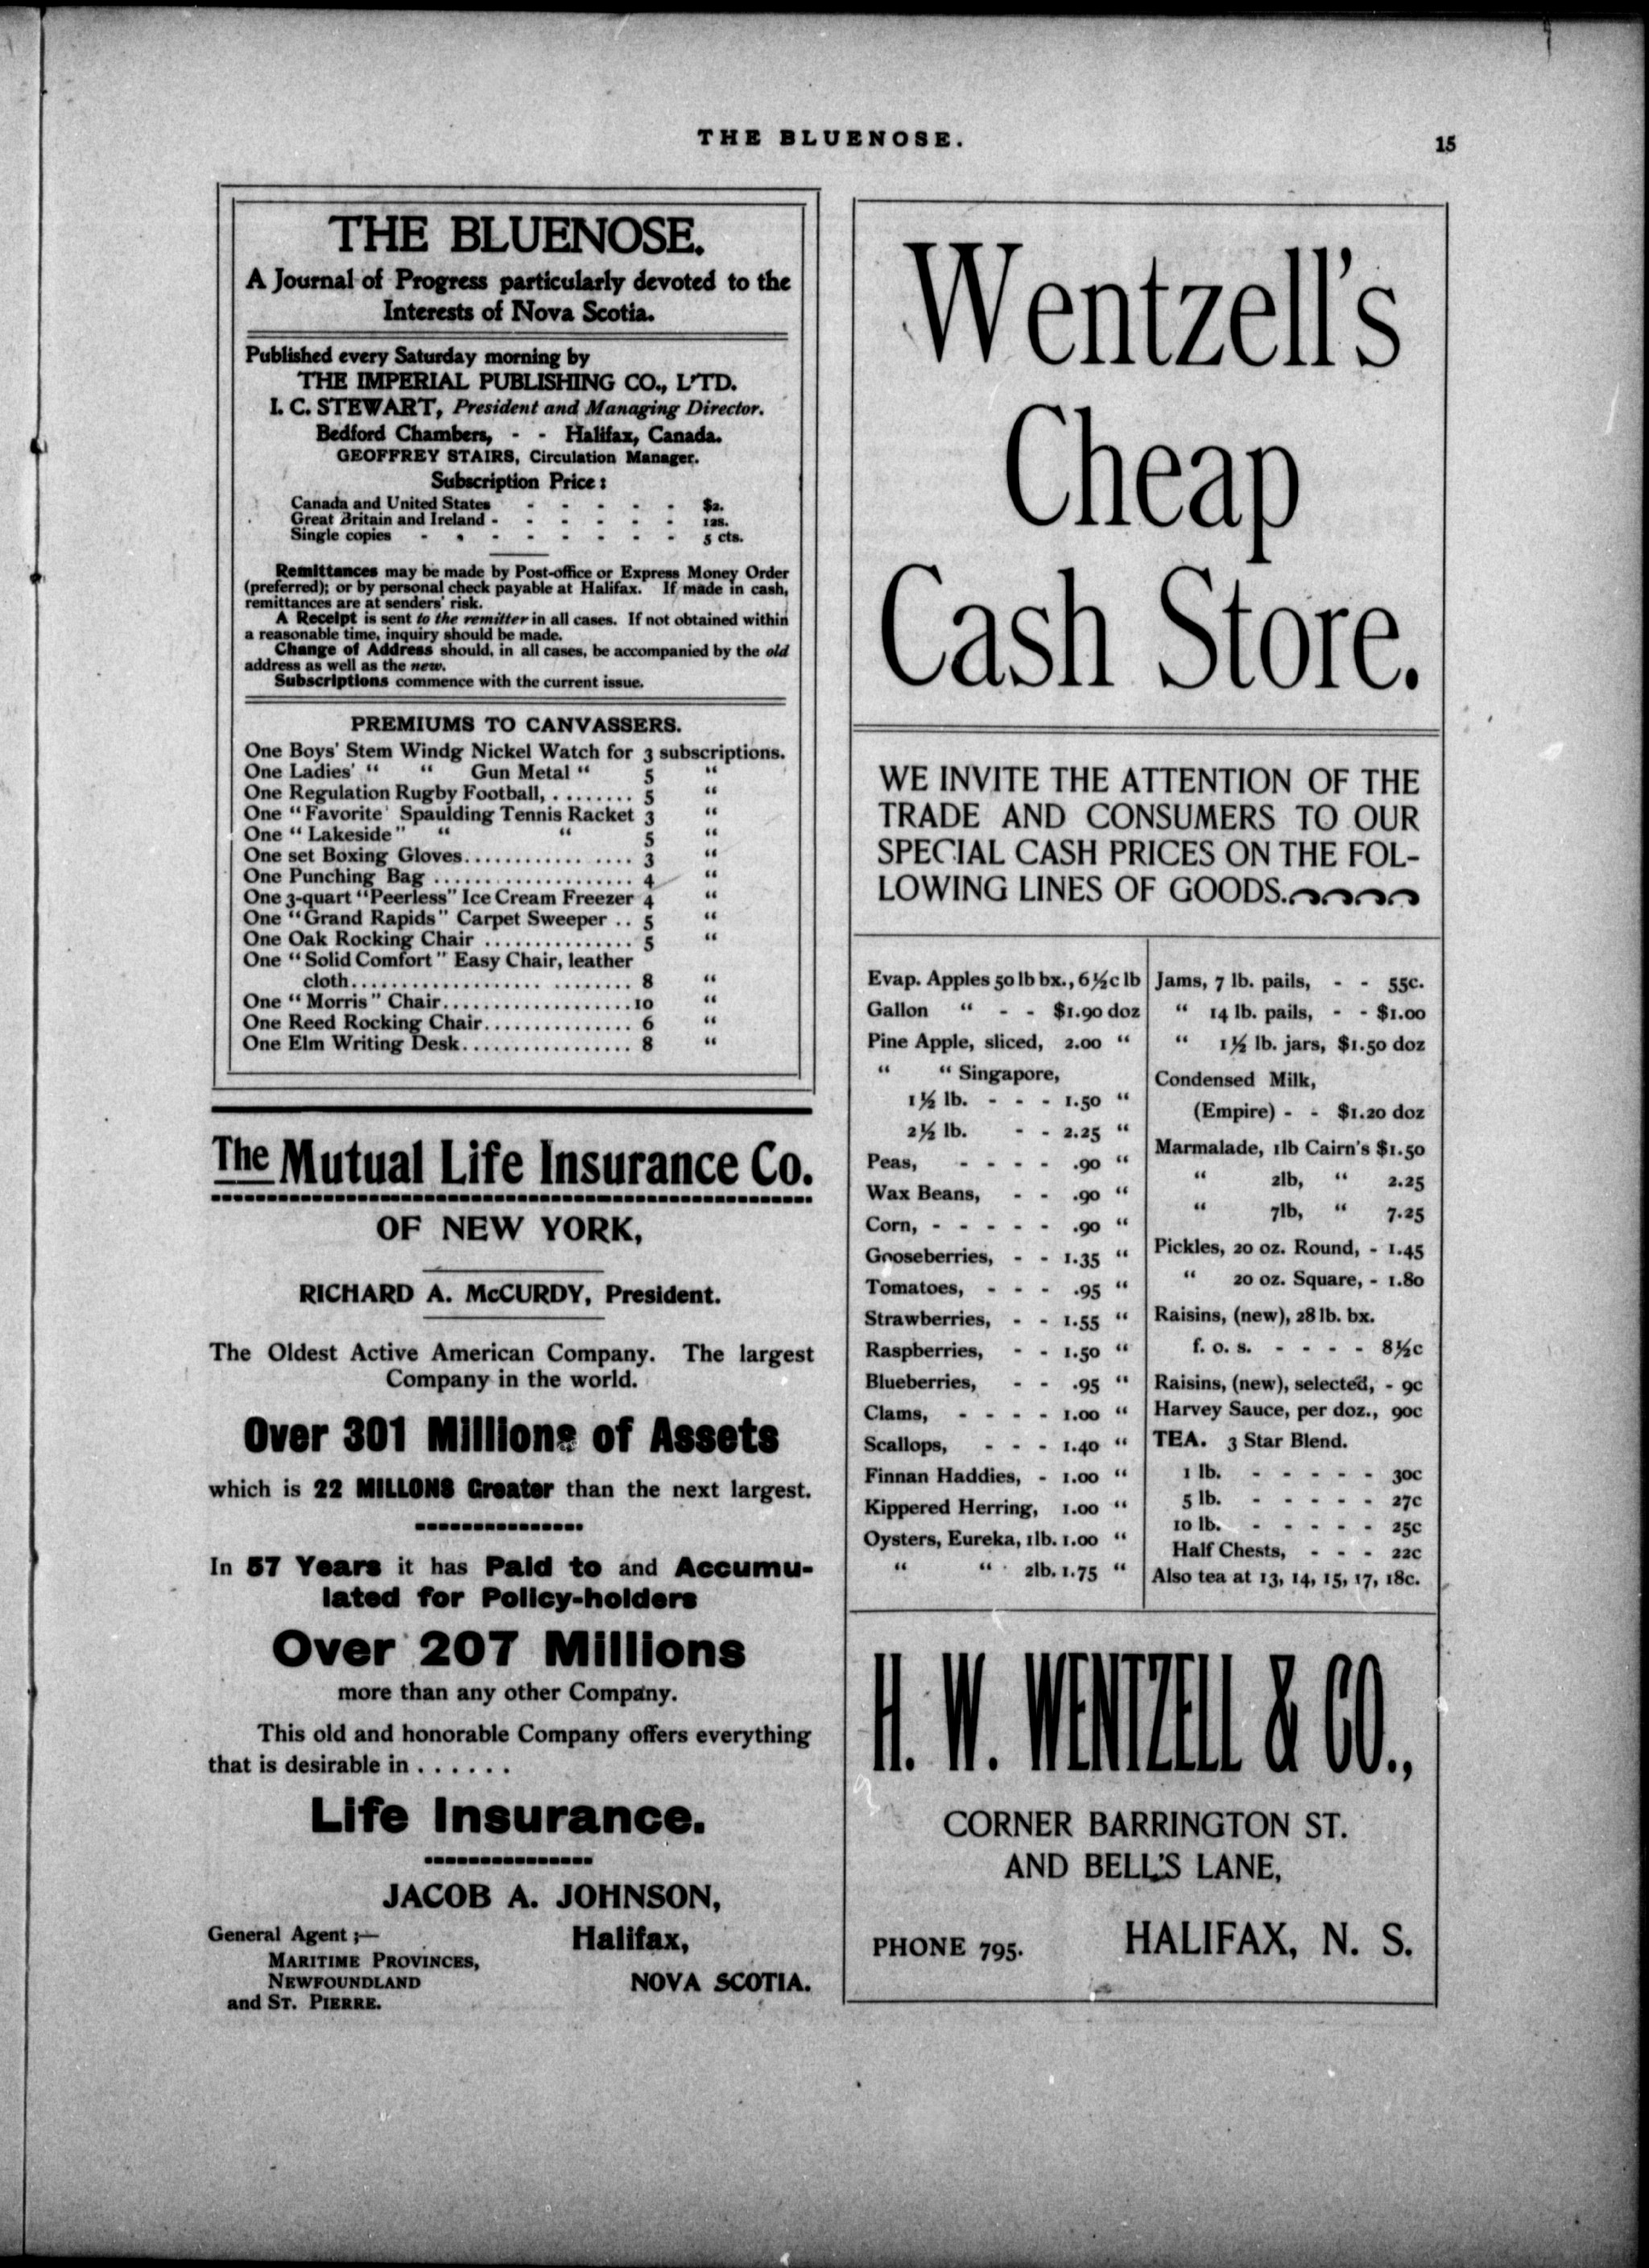 THE BLUENOSE.
15
THE BLUENOSE.
A Journal of Progress particularly devoted to the
Interests of Nova Scotia.
Published every Saturday morning by
THE IMPERIAL PUBLISHING CO., L'TD.
I. C. STEWART, President and Managing Director.
Bedford Chambers, - - Halifax, Canada.
GEOFFREY STAIRS, Circulation Manager.
Subscription Price:
Canada and United States - - - - - $2.
Great Britain and Ireland - - - - - - 12s.
Single copies - - - - - - - - 5 cts.
Remittances may be made by Post-office or Express Money Order
(preferred); or by personal check payable at Halifax. If made in cash,
remittances are at senders' risk.
A Receipt is sent to the remitter in all cases. If not obtained within
a reasonable time, inquiry should be made.
Change of Address should, in all cases, be accompanied by the old
address as well as the new.
Subscriptions commence with the current issue.
PREMIUMS TO CANVASSERS.
One Boys' Stem Windg Nickel Watch for 3 subscriptions.
One Ladies' " " Gun Metal " 5 "
One Regulation Rugby Football, ........ 5 "
One "Favorite' Spaulding Tennis Racket 3 "
One "Lakeside" " " 5 "
One set Boxing Gloves................ 3 "
One Punching Bag .................... 4 "
One 3-quart "Peerless" Ice Cream Freezer 4 "
One "Grand Rapids" Carpet Sweeper .. 5 "
One Oak Rocking Chair ............... 5 "
One "Solid Comfort" Easy Chair, leather
cloth................... ........ 8 "
One "Morris" Chair...................10 "
One Reed Rocking Chair............... 6 "
One Elm Writing Desk................. 8 "
The Mutual Life Insurance Co.
OF NEW YORK,
RICHARD A. McCURDY, President.
The Oldest Active American Company. The largest
Company in the world.
Over 301 Millions of Assets
which is 22 MILLONS Greater than the next largest.
In 57 Years it has Paid to and Accumu-
lated for Policy-holders
Over 207 Millions
more than any other Company.
This old and honorable Company offers everything
that is desirable in ......
Life Insurance.
JACOB A. JOHNSON,
General Agent ;—
MARITIME PROVINCES,
NEWFOUNDLAND
and ST. PIERRE.
Halifax,
NOVA SCOTIA.
Wentzell's
Cheap
Cash Store.
WE INVITE THE ATTENTION OF THE
TRADE AND CONSUMERS TO OUR
SPECIAL CASH PRICES ON THE FOL-
LOWING LINES OF GOODS.
Evap. Apples 50 lb bx., 6½c lb
Gallon " - - $1.90 doz
Pine Apple, sliced, 2.00 "
" " Singapore,
1½ lb. - - - 1.50 "
2½ lb. - - 2.25 "
Peas, - - - - .90 "
Wax Beans, - - .90 "
Corn, - - - - - .90 "
Gooseberries, - - 1.35 "
Tomatoes, - - - .95 "
Strawberries, - - 1.55 "
Raspberries, - - 1.50 "
Blueberries, - - .95 "
Clams, - - - - 1.00 "
Scallops, - - - 1.40 "
Finnan Haddies, - 1.00 "
Kippered Herring, 1.00 "
Oysters, Eureka, 1lb. 1.00 "
" " 2lb. 1.75 "
Jams, 7 lb. pails, - - 55c.
" 14 lb. pails, - - $1.00
" 1½ lb. jars, $1.50 doz
Condensed Milk,
(Empire) - - $1.20 doz
Marmalade, 1lb Cairn's $1.50
" 2lb, " 2.25
" 7lb, " 7.25
Pickles, 20 oz. Round, - 1.45
" 20 oz. Square, - 1.80
Raisins, (new), 28 lb. bx.
f. o. s. - - - - 8½c
Raisins, (new), selected, - 9c
Harvey Sauce, per doz., 90c
TEA. 3 Star Blend.
1 lb. - - - - - 30c
5 lb. - - - - - 27c
10 lb. - - - - - 25c
Half Chests, - - - 22c
Also tea at 13, 14, 15, 17, 18c.
H. W. WENTZELL & CO.,
CORNER BARRINGTON ST.
AND BELL'S LANE,
PHONE 795.
HALIFAX, N. S.